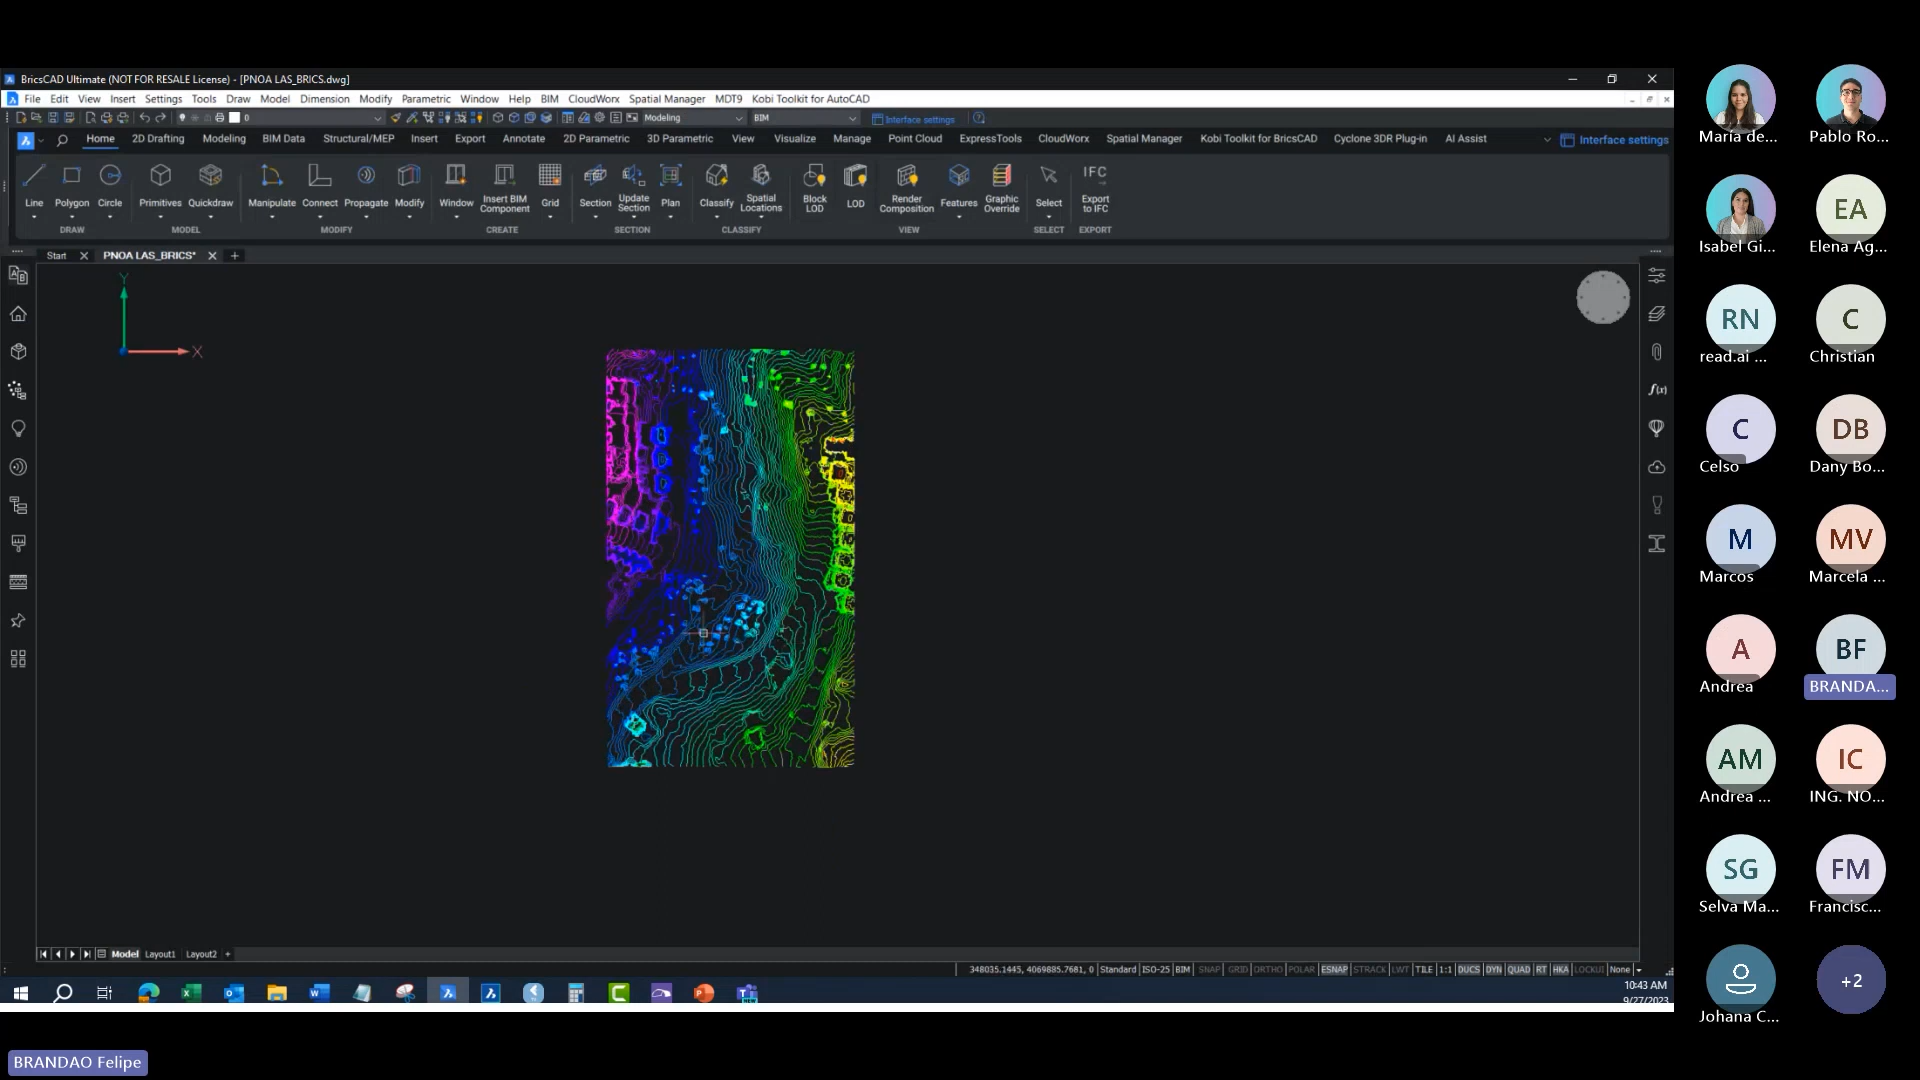 BricsCAD Ultimate (NOT FOR RESALE License) - [PNOA LAS_BRICS.dwg]
File Edit View Insert Settings Tools Draw Model Dimension Modify Parametric Window Help BIM CloudWorx Spatial Manager MDT9 Kobi Toolkit for AutoCAD
0 Modeling BIM Interface settings
Home 2D Drafting Modeling BIM Data Structural/MEP Insert Export Annotate 2D Parametric 3D Parametric View Visualize Manage Point Cloud ExpressTools CloudWorx Spatial Manager Kobi Toolkit for BricsCAD Cyclone 3DR Plug-in AI Assist Interface settings
IFC
Line Polygon Circle Primitives Quickdraw Manipulate Connect Propagate Modify Window Insert BIM Component Grid Section Update Section Plan Classify Spatial Locations Block LOD LOD Render Composition Features Graphic Override Select Export to IFC
DRAW MODEL MODIFY CREATE SECTION CLASSIFY VIEW SELECT EXPORT
Start PNOA LAS_BRICS*
Y
X
f(x)
Model Layout1 Layout2
348035.1445, 4069885.7681, 0 Standard ISO-25 BIM SNAP GRID ORTHO POLAR ESNAP STRACK LWT TILE 1:1 DUCS DYN QUAD RT HKA LOCKUI None
10:43 AM
9/27/2023
María de...
Pablo Ro...
Isabel Gi...
EA
Elena Ag...
RN
read.ai ...
C
Christian
C
Celso
DB
Dany Bo...
M
Marcos
MV
Marcela ...
A
Andrea
BF
BRANDA...
AM
Andrea ...
IC
ING. NO...
SG
Selva Ma...
FM
Francisc...
Johana C...
+2
BRANDAO Felipe